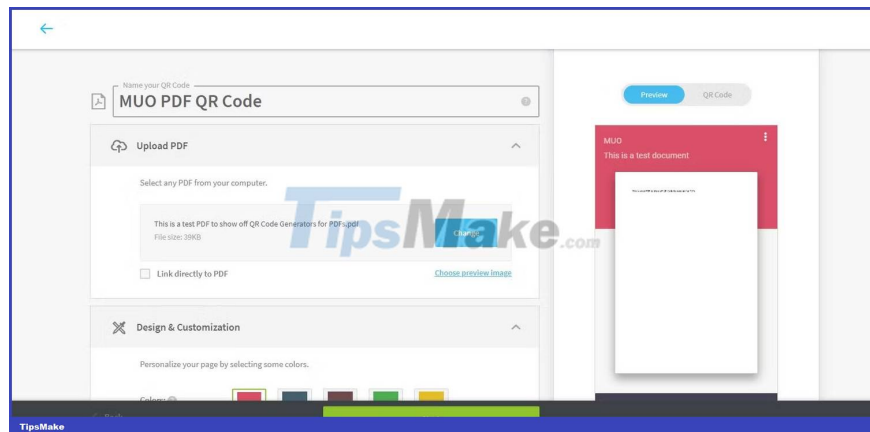 Name your QR Code
MUO PDF QR Code
Preview
QR Code
Upload PDF
MUO
This is a test document
Select any PDF from your computer.
This is a test PDF to show off QR Code Generators for PDFs.pdf
File size: 39KB
Change
TipsMake.com
Link directly to PDF
Choose preview image
Design & Customization
Personalize your page by selecting some colors.
Colors:
Back
TipsMake